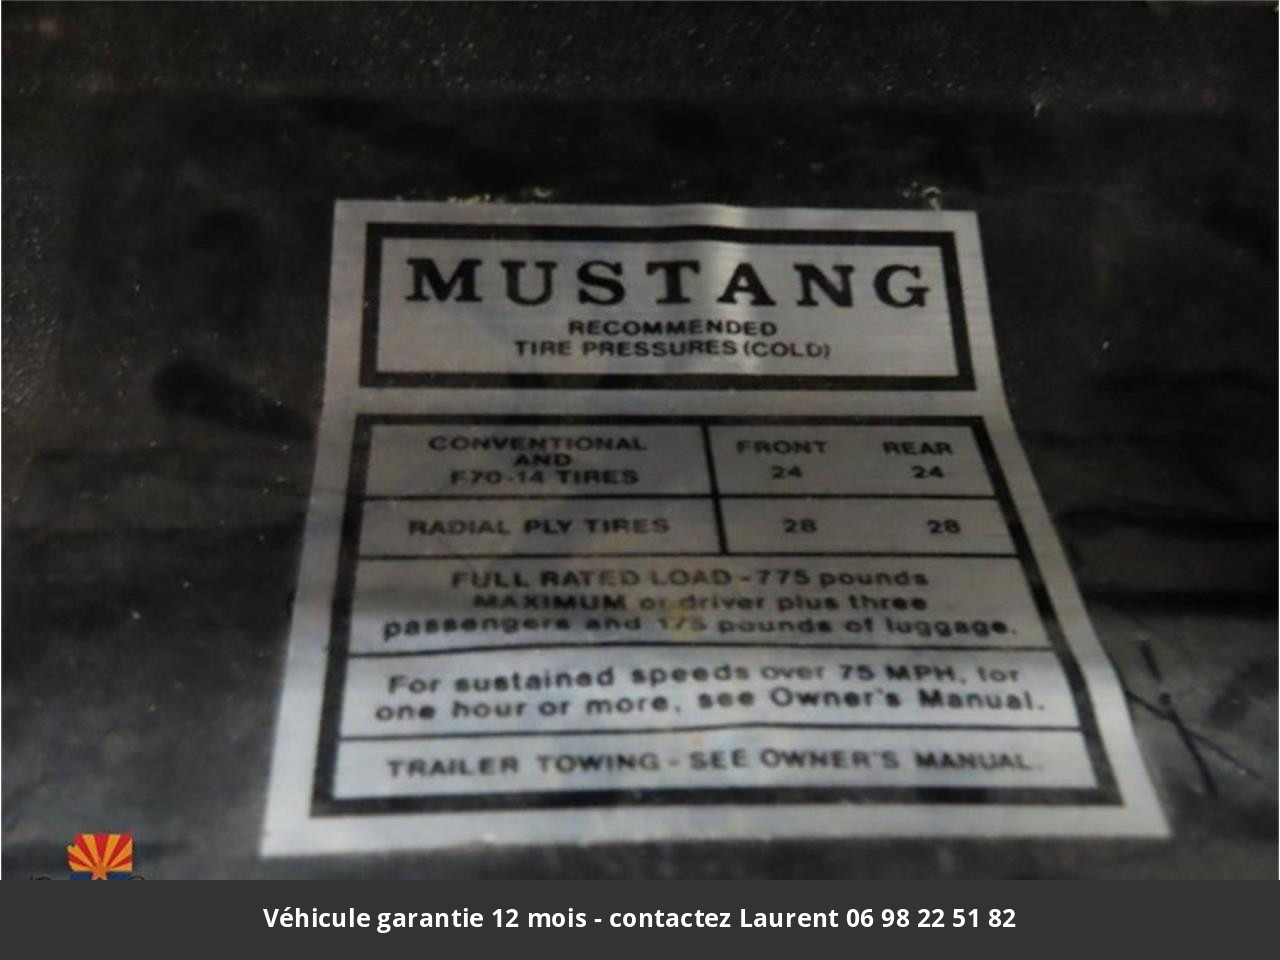 MUSTANG
RECOMMENDED
TIRE PRESSURES (COLD)
CONVENTIONAL
AND
F70-14 TIRES
FRONT REAR
24 24
RADIAL PLY TIRES 28 28
FULL RATED LOAD - 775 pounds
MAXIMUM or driver plus three
passengers and 175 pounds of luggage.
For sustained speeds over 75 MPH, for
one hour or more, see Owner's Manual.
TRAILER TOWING - SEE OWNER'S MANUAL.
Véhicule garantie 12 mois - contactez Laurent 06 98 22 51 82